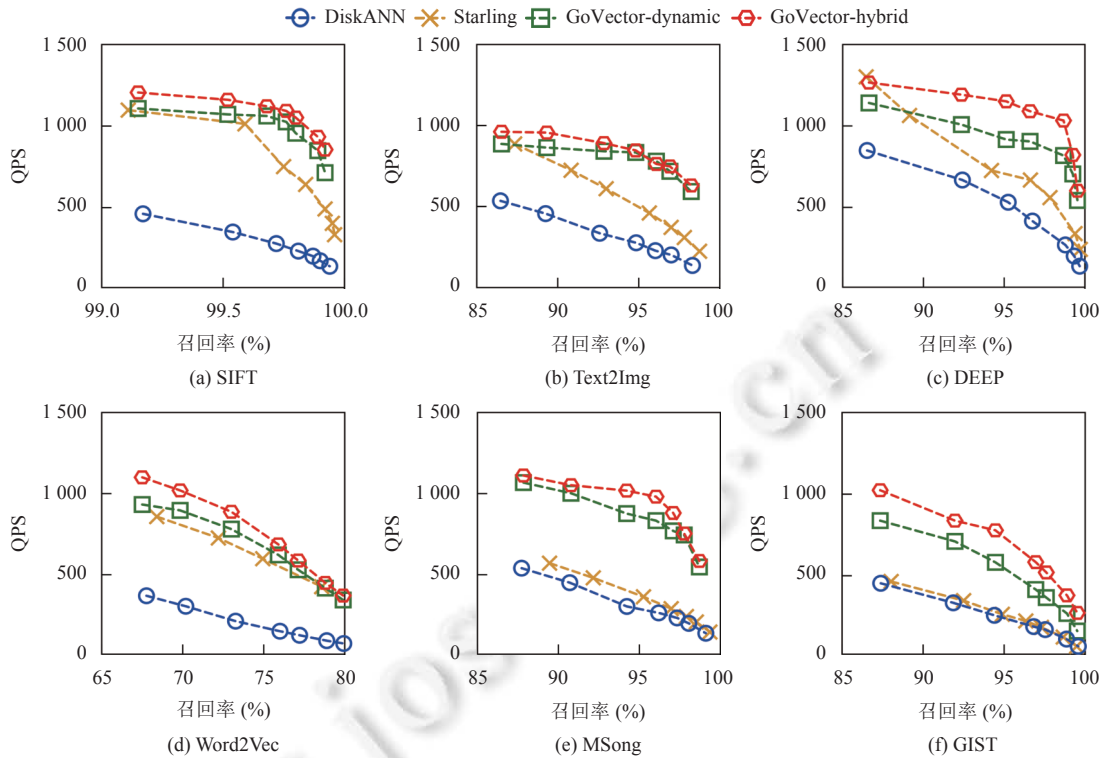 DiskANN Starling GoVector-dynamic GoVector-hybrid
1 500
1 000
500
0
QPS
99.0 99.6 100.0
召回率 (%)
(a) SIFT
1 500
1 000
500
0
QPS
85 90 95 100
召回率 (%)
(b) Text2Img
1 500
1 000
500
0
QPS
85 90 95 100
召回率 (%)
(c) DEEP
1 500
1 000
500
0
QPS
65 70 75 80
召回率 (%)
(d) Word2Vec
1 500
1 000
500
0
QPS
85 90 95 100
召回率 (%)
(e) MSong
1 500
1 000
500
0
QPS
85 90 95 100
召回率 (%)
(f) GIST